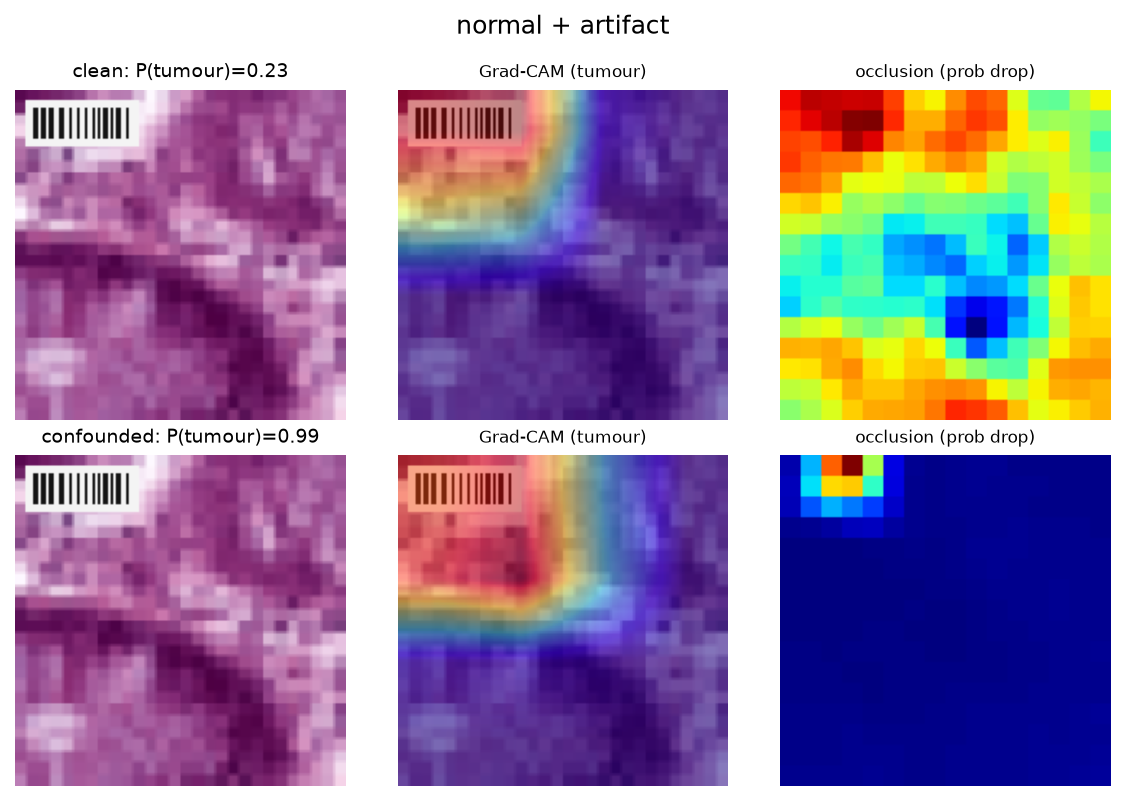 normal + artifact
clean: P(tumour)=0.23
Grad-CAM (tumour)
occlusion (prob drop)
confounded: P(tumour)=0.99
Grad-CAM (tumour)
occlusion (prob drop)